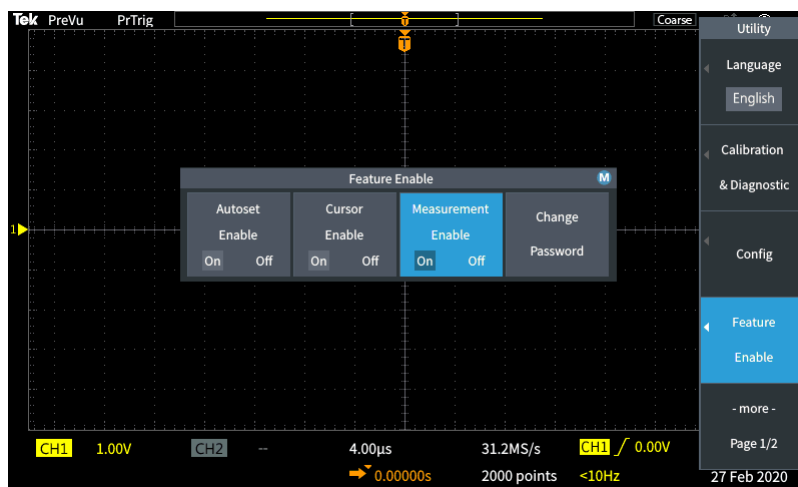 Tek PreVu PrTrig Coarse
T
T
Utility
Language
English
Calibration
& Diagnostic
Config
Feature
Enable
- more -
Page 1/2
Feature Enable M
Autoset
Enable
On Off
Cursor
Enable
On Off
Measurement
Enable
On Off
Change
Password
1
CH1 1.00V CH2 -- 4.00µs 31.2MS/s CH1 0.00V
0.00000s 2000 points <10Hz 27 Feb 2020